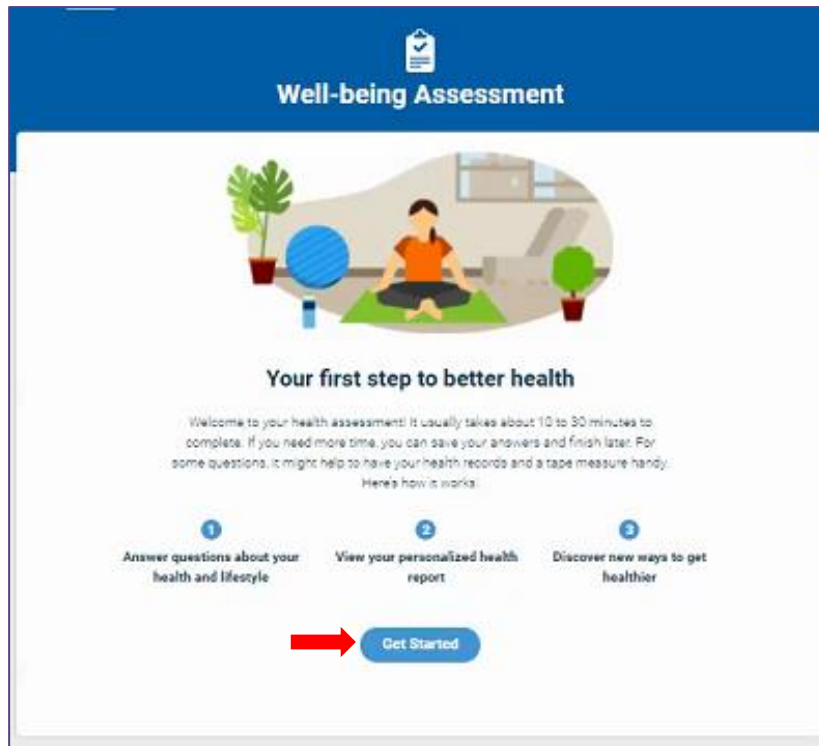 Well-being Assessment
Your first step to better health
Welcome to your health assessment! It usually takes about 10 to 30 minutes to
complete. If you need more time, you can save your answers and finish later. For
some questions, it might help to have your health records and a tape measure handy.
Here's how it works:
1
2
3
Answer questions about your
health and lifestyle
View your personalized health
report
Discover new ways to get
healthier
Get Started